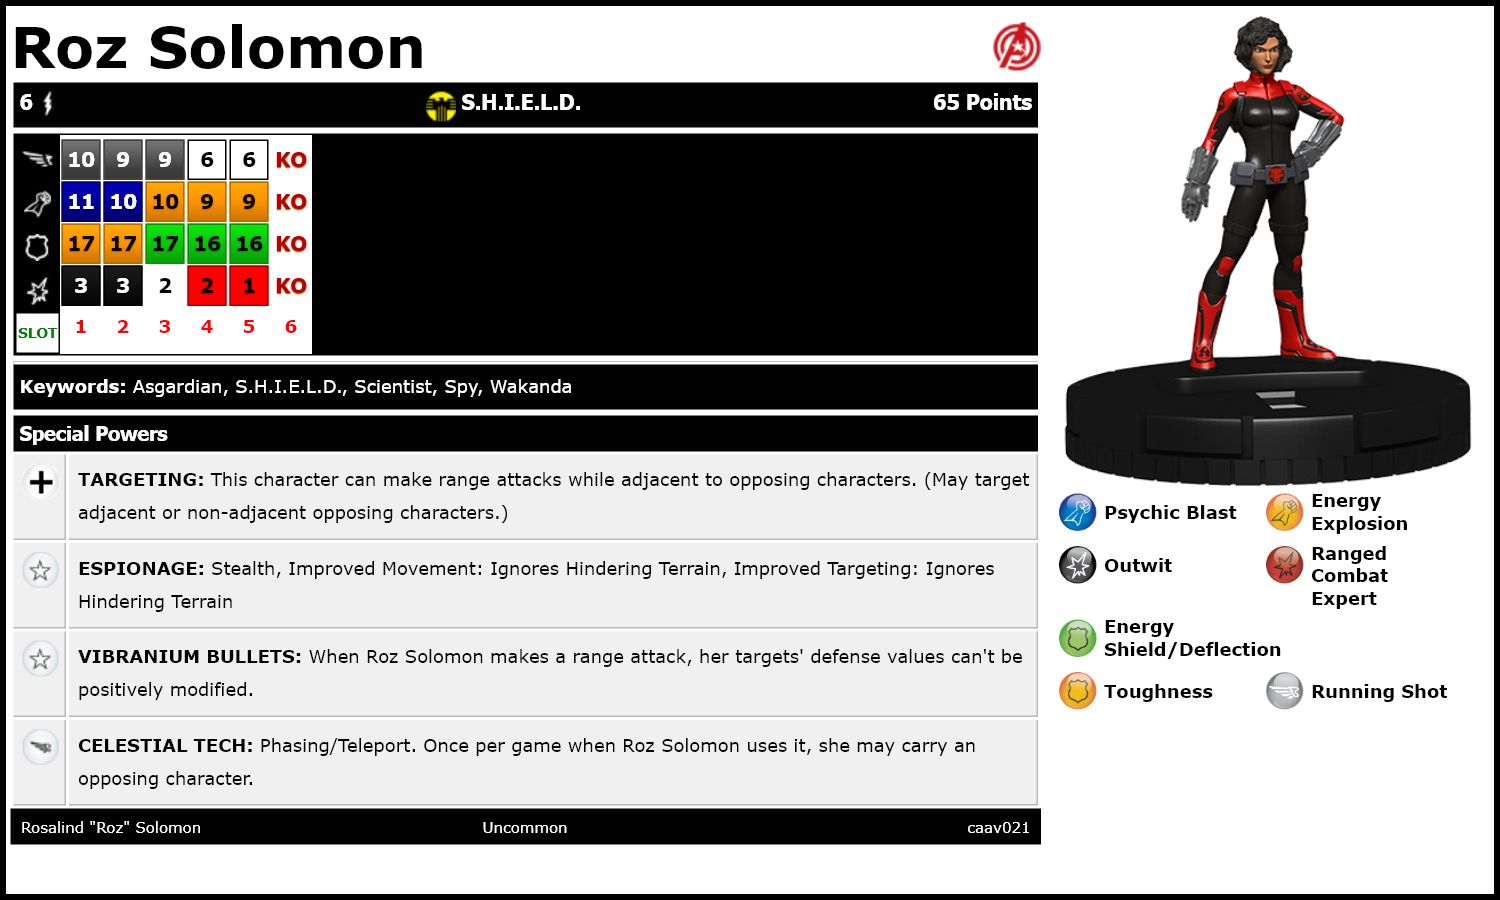 Roz Solomon
6 S.H.I.E.L.D. 65 Points
10 9 9 6 6 KO
11 10 10 9 9 KO
17 17 17 16 16 KO
3 3 2 2 1 KO
SLOT 1 2 3 4 5 6
Keywords: Asgardian, S.H.I.E.L.D., Scientist, Spy, Wakanda
Special Powers
TARGETING: This character can make range attacks while adjacent to opposing characters. (May target
adjacent or non-adjacent opposing characters.)
ESPIONAGE: Stealth, Improved Movement: Ignores Hindering Terrain, Improved Targeting: Ignores
Hindering Terrain
VIBRANIUM BULLETS: When Roz Solomon makes a range attack, her targets' defense values can't be
positively modified.
CELESTIAL TECH: Phasing/Teleport. Once per game when Roz Solomon uses it, she may carry an
opposing character.
Rosalind "Roz" Solomon Uncommon caav021
Psychic Blast
Energy
Explosion
Outwit
Ranged
Combat
Expert
Energy
Shield/Deflection
Toughness
Running Shot